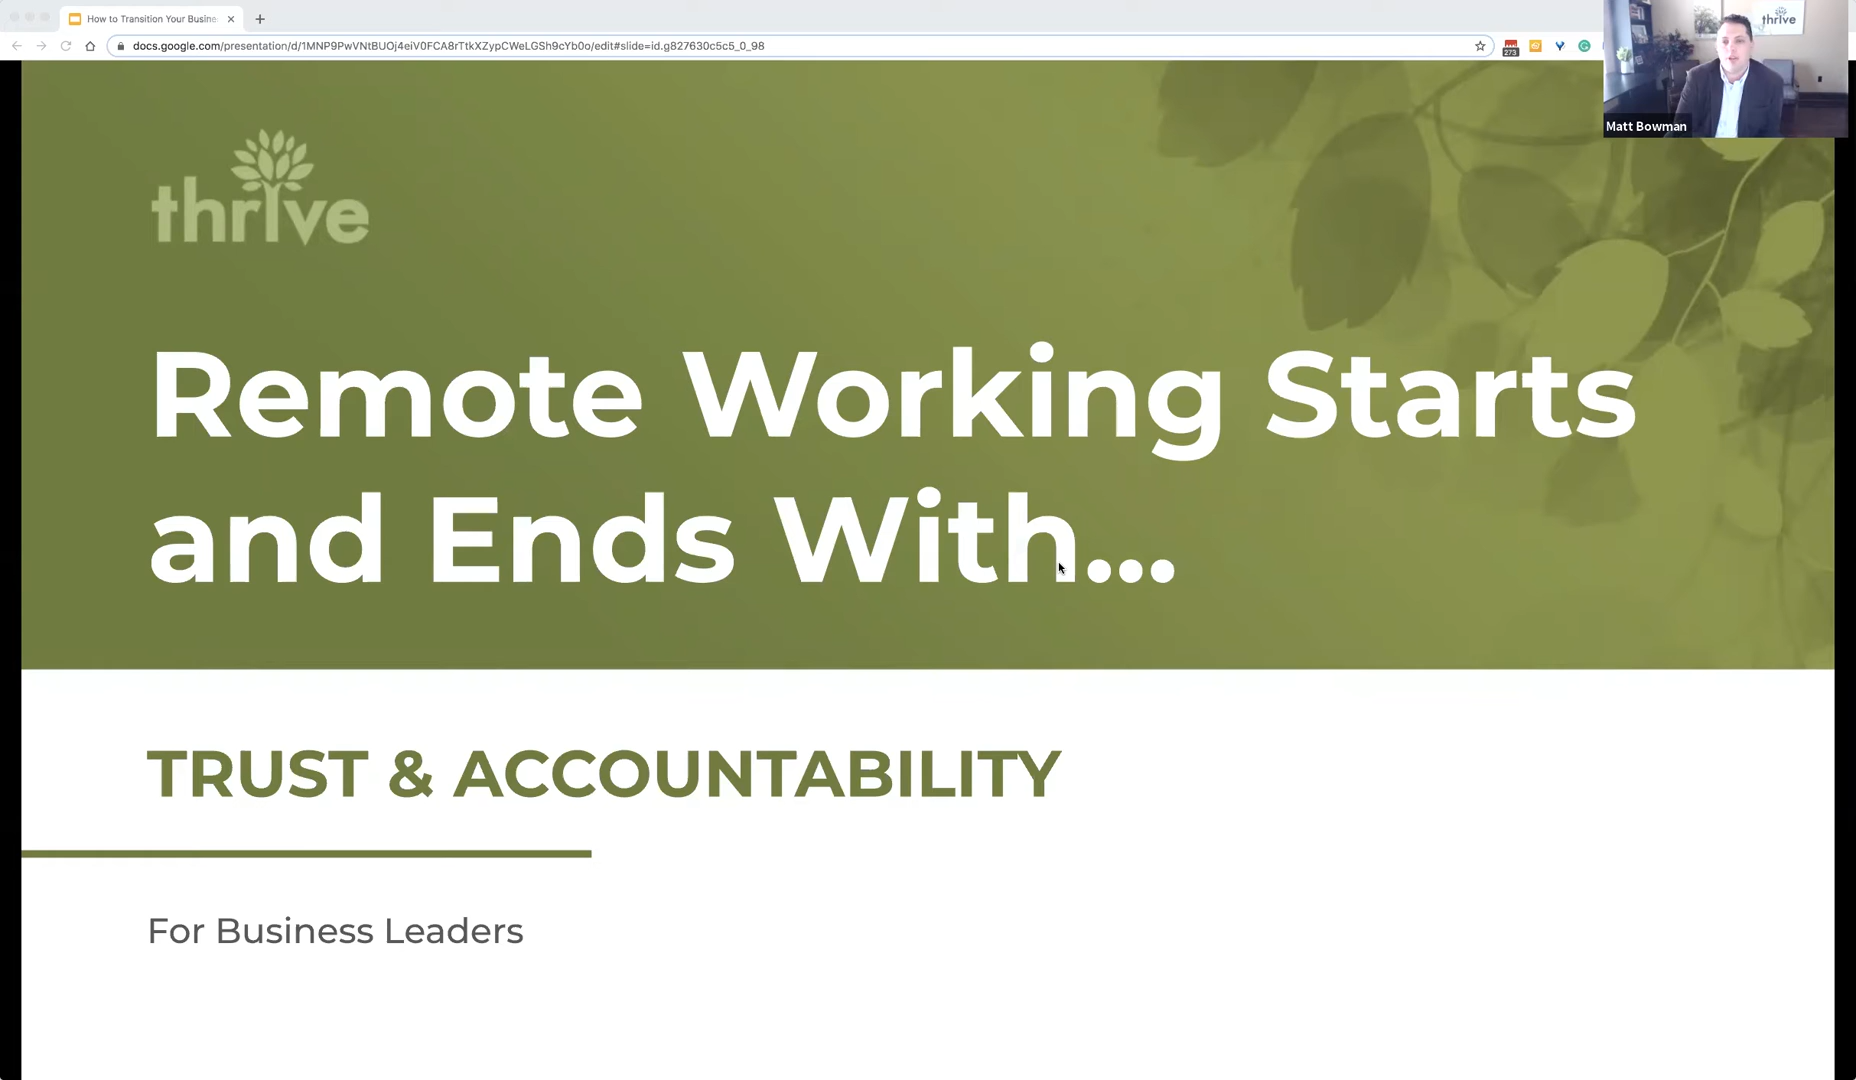 How to Transition Your Busine
docs.google.com/presentation/d/1MNP9PwVNtBUOj4eiV0FCA8rTtkXZypCWeLGSh9cYb0o/edit#slide=id.g827630c5c5_0_98
273
thrive
Matt Bowman
thrive
Remote Working Starts
and Ends With...
TRUST & ACCOUNTABILITY
For Business Leaders